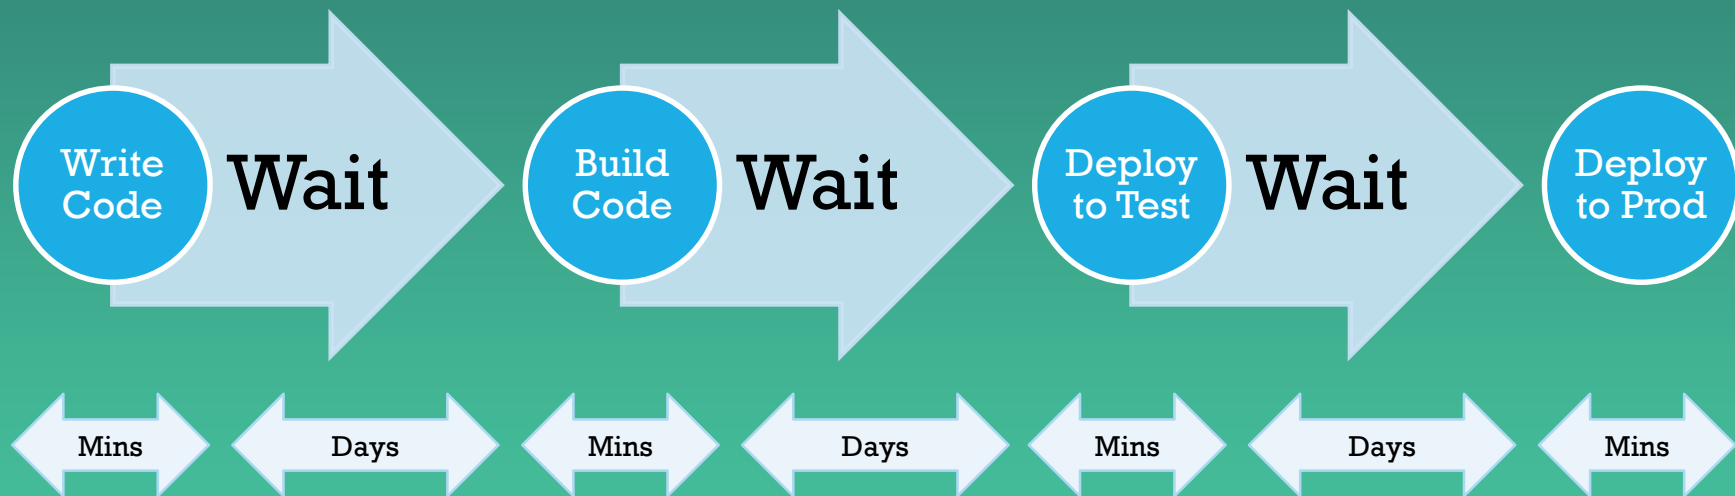 Write
Code
Wait
Build
Code
Wait
Deploy
to Test
Wait
Deploy
to Prod
Mins
Days
Mins
Days
Mins
Days
Mins